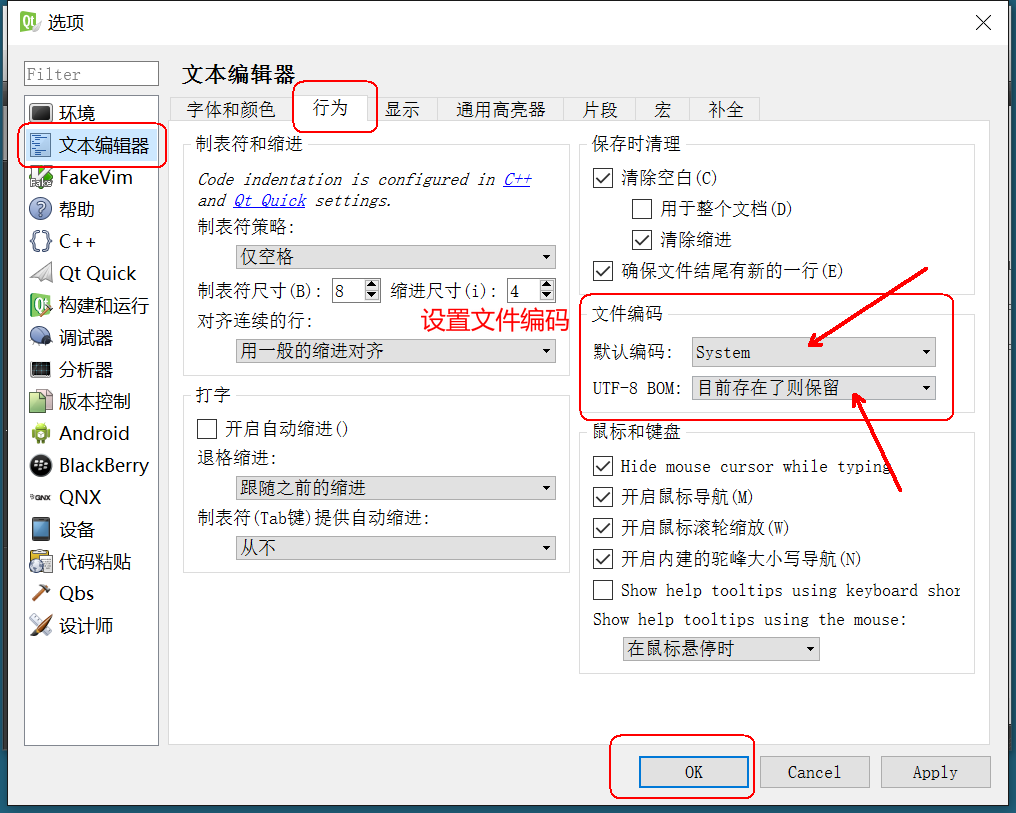 选项
Filter
环境
文本编辑器
FakeVim
帮助
C++
Qt Quick
构建和运行
调试器
分析器
版本控制
Android
BlackBerry
QNX
设备
代码粘贴
Qbs
设计师
文本编辑器
字体和颜色 行为 显示 通用高亮器 片段 宏 补全
制表符和缩进
Code indentation is configured in C++
and Qt Quick settings.
制表符策略:
仅空格
制表符尺寸(B): 8 缩进尺寸(i): 4
对齐连续的行:
用一般的缩进对齐
设置文件编码
打字
开启自动缩进()
退格缩进:
跟随之前的缩进
制表符(Tab键)提供自动缩进:
从不
保存时清理
清除空白(C)
用于整个文档(D)
清除缩进
确保文件结尾有新的一行(E)
文件编码
默认编码: System
UTF-8 BOM: 目前存在了则保留
鼠标和键盘
Hide mouse cursor while typing
开启鼠标导航(M)
开启鼠标滚轮缩放(W)
开启内建的驼峰大小写导航(N)
Show help tooltips using keyboard shor
Show help tooltips using the mouse:
在鼠标悬停时
OK Cancel Apply